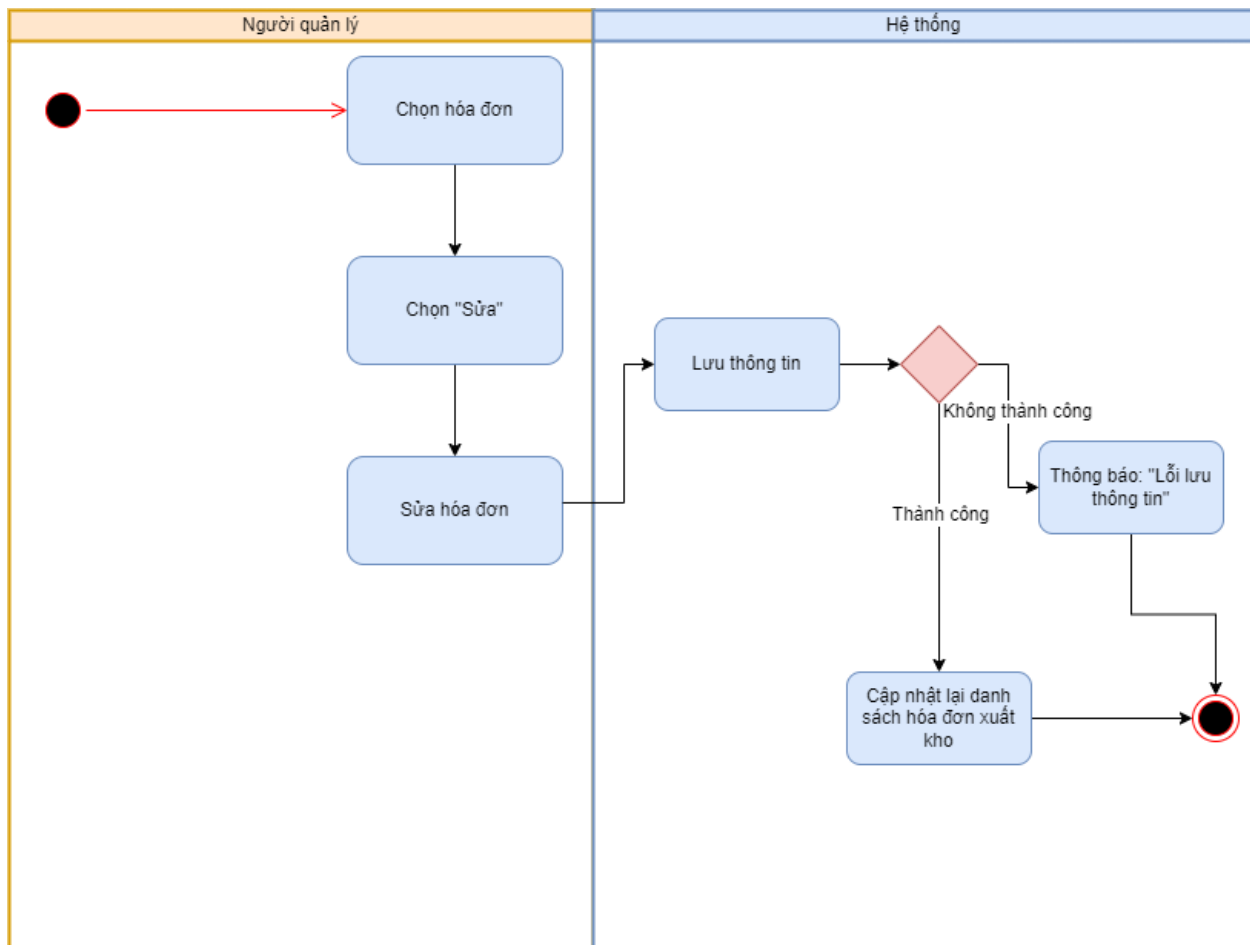 Người quản lý
Hệ thống
Chọn hóa đơn
Chọn "Sửa"
Lưu thông tin
Không thành công
Sửa hóa đơn
Thông báo: "Lỗi lưu
thông tin"
Thành công
Cập nhật lại danh
sách hóa đơn xuất
kho